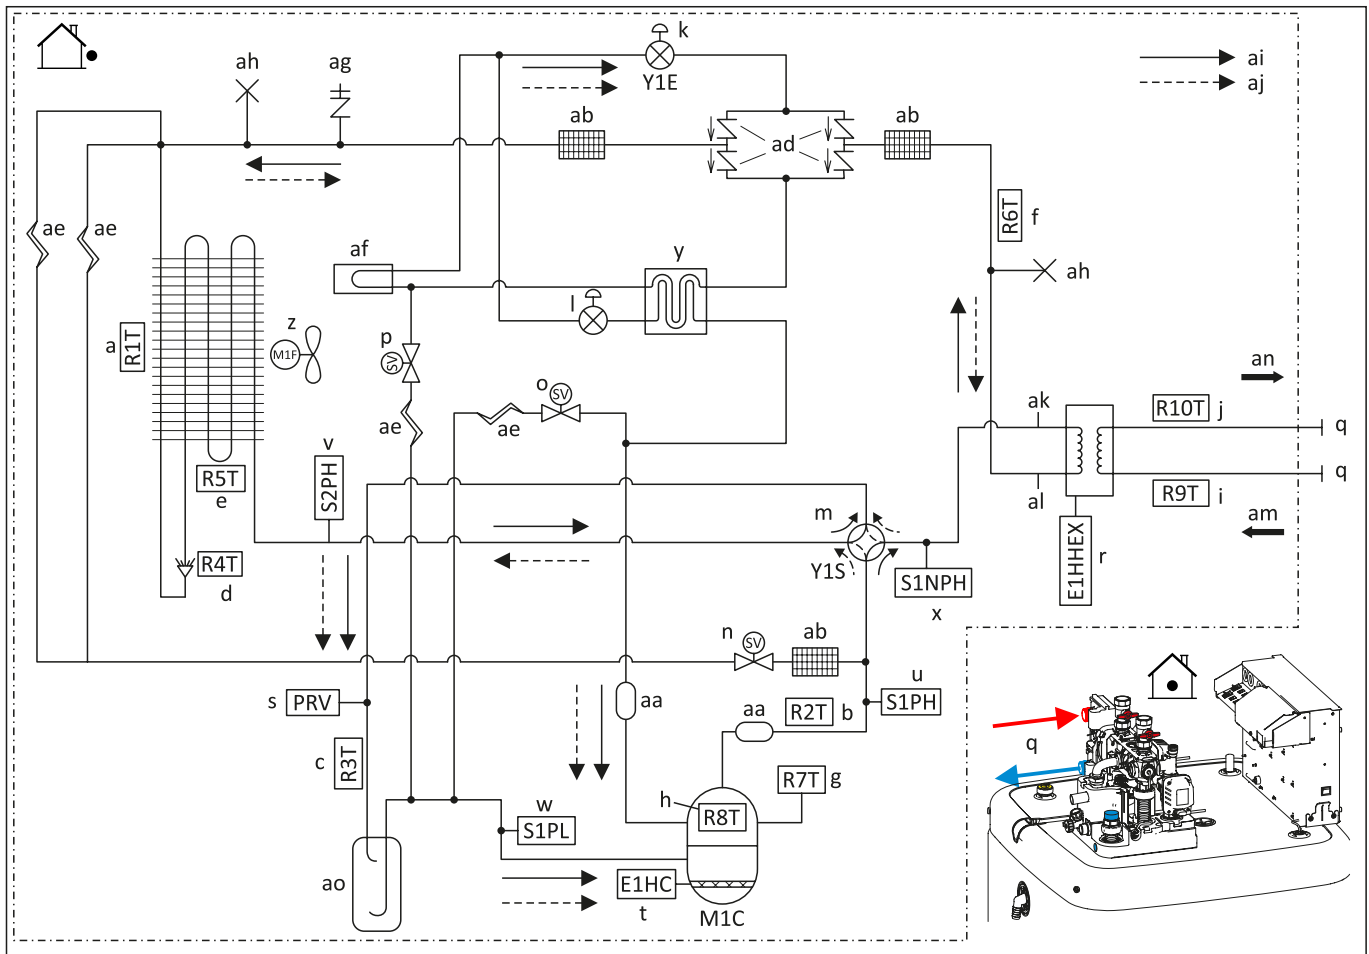 k
ah
ag
ai
Y1E
aj
ab
ab
ad
R6T
f
ae
ae
af
y
ah
l
z
p
a
R1T
M1F
SV
an
o
SV
ak
R10T
j
q
ae
ae
v
R5T
e
S2PH
al
R9T
i
q
m
am
R4T
d
Y1S
S1NPH
x
E1HHEX
r
n
SV
ab
u
s
PRV
aa
aa
R2T
b
S1PH
q
c
R3T
R7T
g
w
h
R8T
S1PL
ao
E1HC
t
M1C